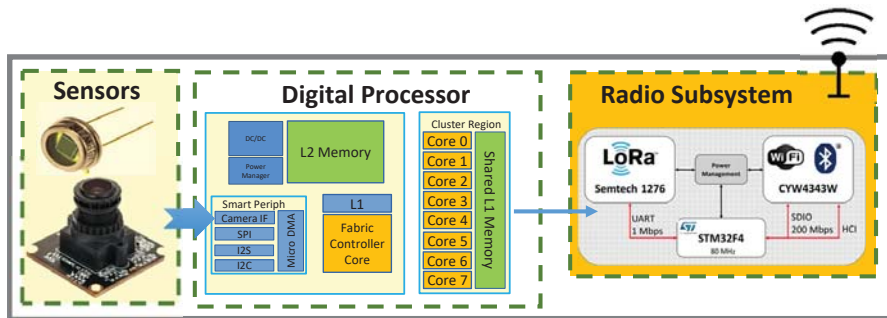 Sensors
Digital Processor
DC/DC
Power
Manager
L2 Memory
Smart Periph
Camera IF
SPI
I2S
I2C
Micro DMA
L1
Fabric
Controller
Core
Cluster Region
Core 0
Core 1
Core 2
Core 3
Core 4
Core 5
Core 6
Core 7
Shared L1 Memory
Radio Subsystem
LoRa
Semtech 1276
Power
Management
Wi Fi
CYW4343W
UART
1 Mbps
ST
STM32F4
80 MHz
SDIO
200 Mbps
HCI